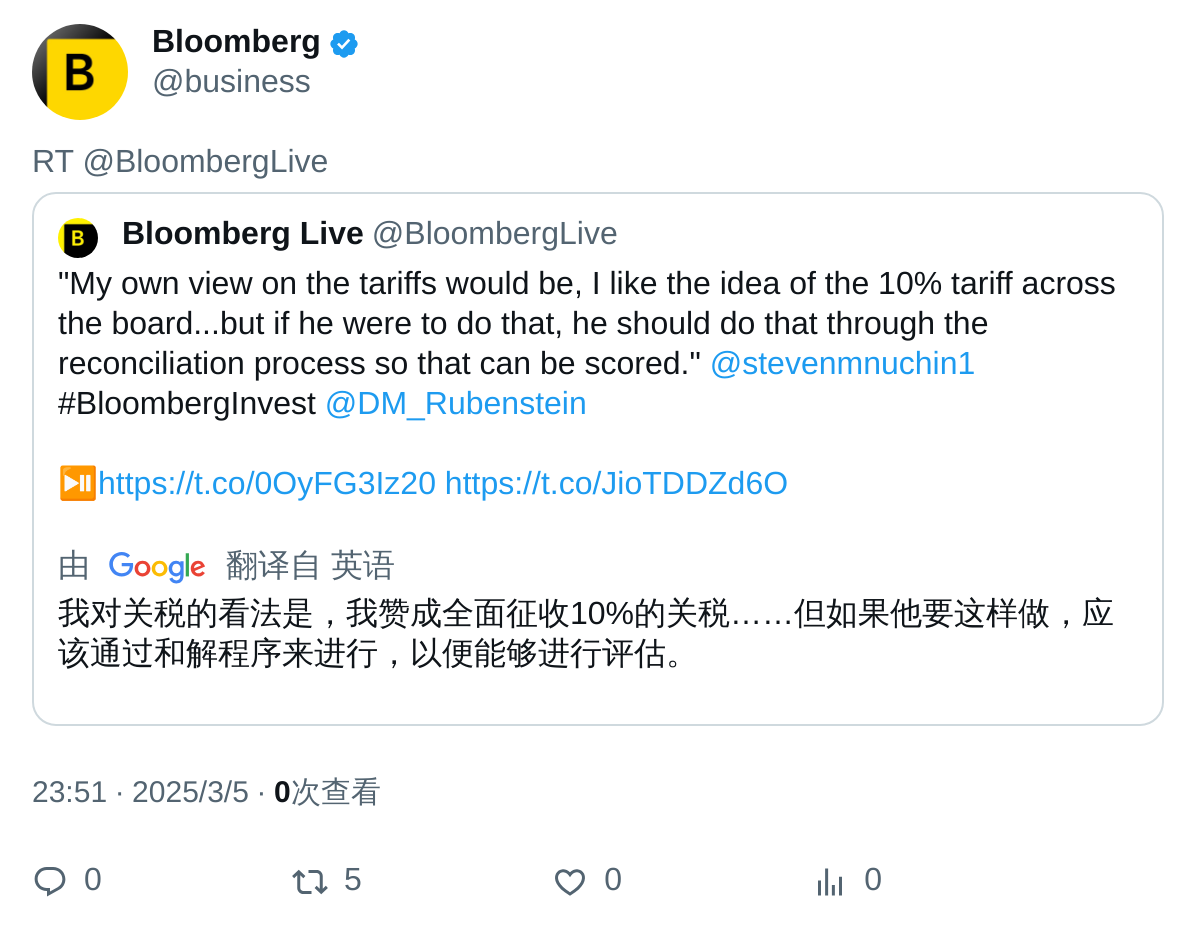 Bloomberg
@business
RT @BloombergLive
B
B
Bloomberg Live @BloombergLive
"My own view on the tariffs would be, I like the idea of the 10% tariff across
the board...but if he were to do that, he should do that through the
reconciliation process so that can be scored." @stevenmnuchin1
#BloombergInvest @DM_Rubenstein
⏯️https://t.co/0OyFG3Iz20 https://t.co/JioTDDZd6O
由 Google 翻译自 英语
我对关税的看法是，我赞成全面征收10%的关税……但如果他要这样做，应
该通过和解程序来进行，以便能够进行评估。
23:51 · 2025/3/5 · 0次查看
0 5 0 0